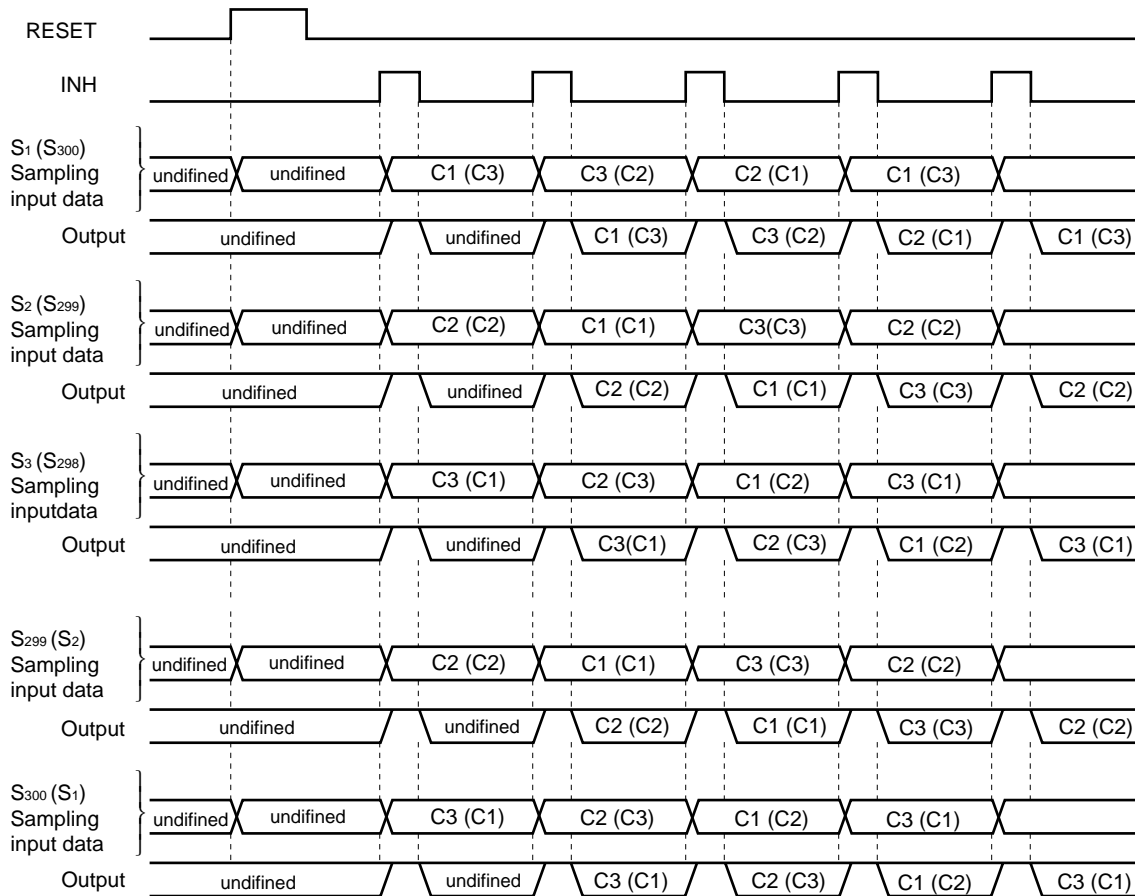 RESET
INH
S1 (S300)
Sampling
input data
undifined undifined C1 (C3) C3 (C2) C2 (C1) C1 (C3)
Output undifined undifined C1 (C3) C3 (C2) C2 (C1) C1 (C3)
S2 (S299)
Sampling
input data
undifined undifined C2 (C2) C1 (C1) C3(C3) C2 (C2)
Output undifined undifined C2 (C2) C1 (C1) C3 (C3) C2 (C2)
S3 (S298)
Sampling
inputdata
undifined undifined C3 (C1) C2 (C3) C1 (C2) C3 (C1)
Output undifined undifined C3(C1) C2 (C3) C1 (C2) C3 (C1)
S299 (S2)
Sampling
input data
undifined undifined C2 (C2) C1 (C1) C3 (C3) C2 (C2)
Output undifined undifined C2 (C2) C1 (C1) C3 (C3) C2 (C2)
S300 (S1)
Sampling
input data
undifined undifined C3 (C1) C2 (C3) C1 (C2) C3 (C1)
Output undifined undifined C3 (C1) C2 (C3) C1 (C2) C3 (C1)